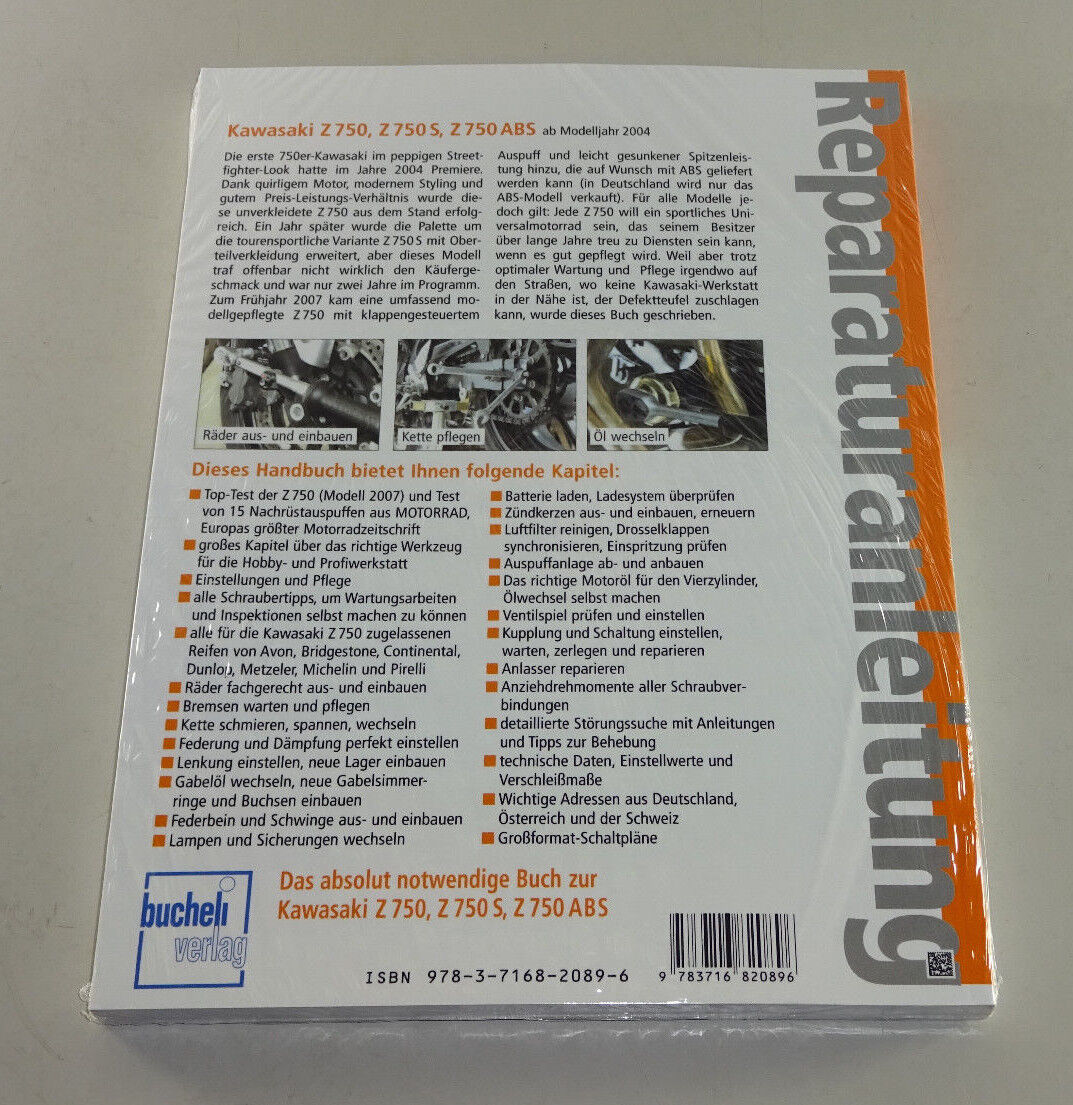 Kawasaki Z 750, Z 750 S, Z 750 ABS ab Modelljahr 2004
Die erste 750er-Kawasaki im peppigen Street-
fighter-Look hatte im Jahre 2004 Premiere.
Dank quirligem Motor, modernem Styling und
gutem Preis-Leistungs-Verhältnis wurde die-
se unverkleidete Z 750 aus dem Stand erfolg-
reich. Ein Jahr später wurde die Palette um
die tourensportliche Variante Z 750 S mit Ober-
teilverkleidung erweitert, aber dieses Modell
traf offenbar nicht wirklich den Käuferge-
schmack und war nur zwei Jahre im Programm.
Zum Frühjahr 2007 kam eine umfassend mo-
dellgepflegte Z 750 mit klappengesteuertem
Auspuff und leicht gesunkener Spitzenleis-
tung hinzu, die auf Wunsch mit ABS geliefert
werden kann (in Deutschland wird nur das
ABS-Modell verkauft). Für alle Modelle je-
doch gilt: Jede Z 750 will ein sportliches Uni-
versalmotorrad sein, das seinem Besitzer
über lange Jahre treu zu Diensten sein kann,
wenn es gut gepflegt wird. Weil aber trotz
optimaler Wartung und Pflege irgendwo auf
den Straßen, wo keine Kawasaki-Werkstatt
in der Nähe ist, der Defektteufel zuschlagen
kann, wurde dieses Buch geschrieben.
Räder aus- und einbauen
Kette pflegen
Öl wechseln
Dieses Handbuch bietet Ihnen folgende Kapitel:
Top-Test der Z 750 (Modell 2007) und Test
von 15 Nachrüstauspuffen aus MOTORRAD,
Europas größter Motorradzeitschrift
großes Kapitel über das richtige Werkzeug
für die Hobby- und Profiwerkstatt
Einstellungen und Pflege
alle Schraubertipps, um Wartungsarbeiten
und Inspektionen selbst machen zu können
alle für die Kawasaki Z 750 zugelassenen
Reifen von Avon, Bridgestone, Continental,
Dunlop, Metzeler, Michelin und Pirelli
Räder fachgerecht aus- und einbauen
Bremsen warten und pflegen
Kette schmieren, spannen, wechseln
Federung und Dämpfung perfekt einstellen
Lenkung einstellen, neue Lager einbauen
Gabelöl wechseln, neue Gabelsimmer-
ringe und Buchsen einbauen
Federbein und Schwinge aus- und einbauen
Lampen und Sicherungen wechseln
Batterie laden, Ladesystem überprüfen
Zündkerzen aus- und einbauen, erneuern
Luftfilter reinigen, Drosselklappen
synchronisieren, Einspritzung prüfen
Auspuffanlage ab- und anbauen
Das richtige Motoröl für den Vierzylinder,
Ölwechsel selbst machen
Ventilspiel prüfen und einstellen
Kupplung und Schaltung einstellen,
warten, zerlegen und reparieren
Anlasser reparieren
Anziehdrehmomente aller Schraubver-
bindungen
detaillierte Störungssuche mit Anleitungen
und Tipps zur Behebung
technische Daten, Einstellwerte und
Verschleißmaße
Wichtige Adressen aus Deutschland,
Österreich und der Schweiz
Großformat-Schaltpläne
Das absolut notwendige Buch zur
Kawasaki Z 750, Z 750 S, Z 750 ABS
bucheli
verlag
ISBN 978-3-7168-2089-6
9 783716 820896
Reparaturanleitung